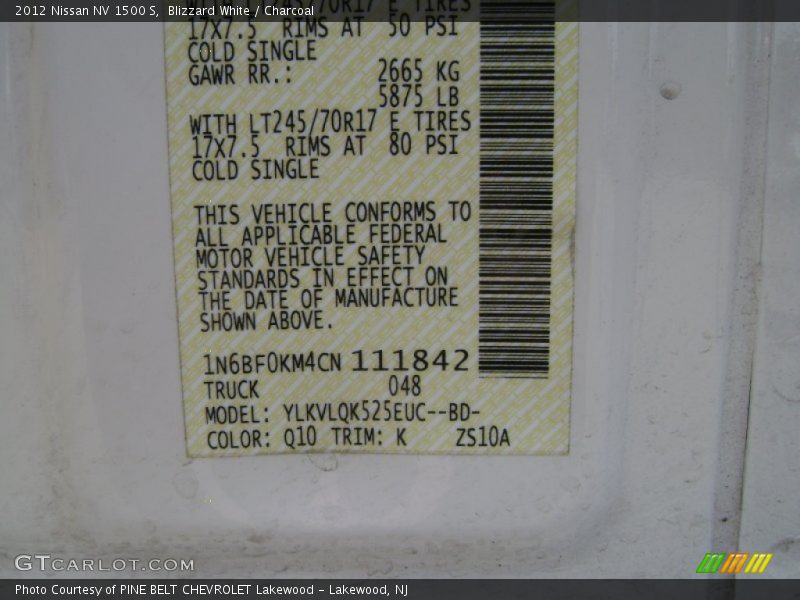 2012 Nissan NV 1500 S, Blizzard White / Charcoal
/70R17 E TIRES
17X7.5 RIMS AT 50 PSI
COLD SINGLE
GAWR RR.: 2665 KG
5875 LB
WITH LT245/70R17 E TIRES
17X7.5 RIMS AT 80 PSI
COLD SINGLE
THIS VEHICLE CONFORMS TO
ALL APPLICABLE FEDERAL
MOTOR VEHICLE SAFETY
STANDARDS IN EFFECT ON
THE DATE OF MANUFACTURE
SHOWN ABOVE.
1N6BF0KM4CN 111842
TRUCK 048
MODEL: YLKVLQK525EUC--BD-
COLOR: Q10 TRIM: K ZS10A
GTCARLOT.COM
Photo Courtesy of PINE BELT CHEVROLET Lakewood - Lakewood, NJ